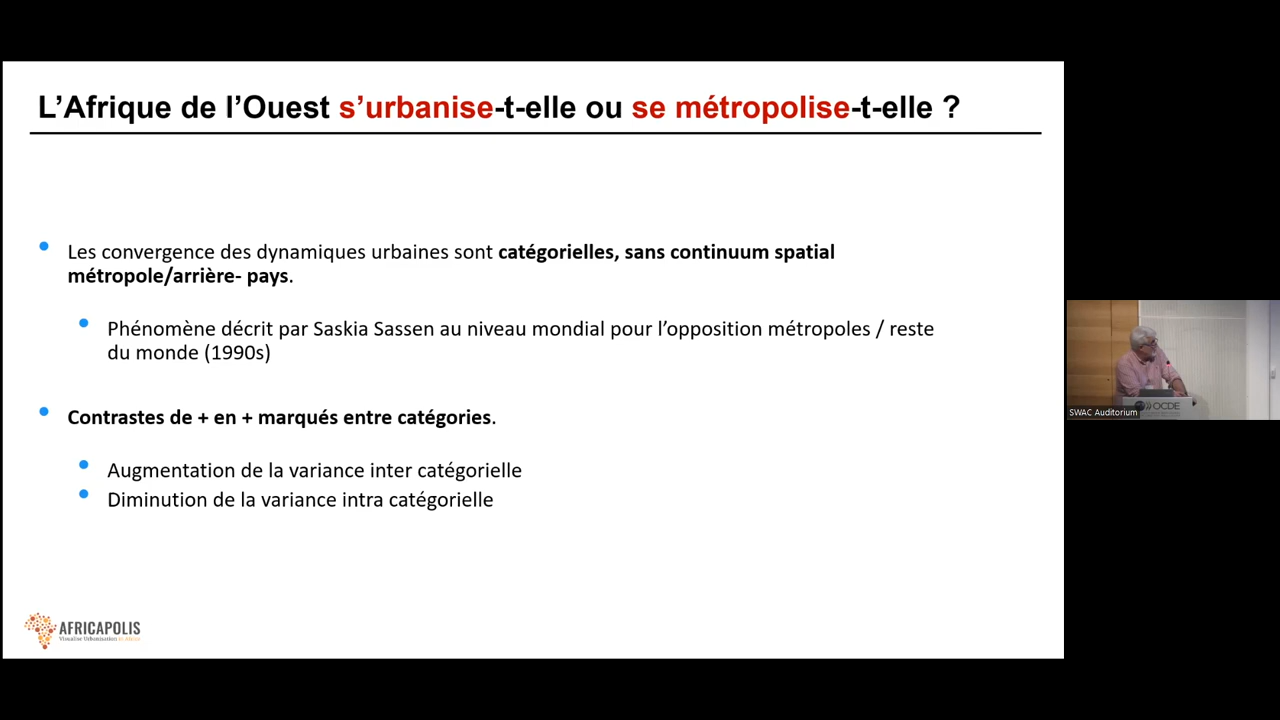 L’Afrique de l’Ouest s’urbanise-t-elle ou se métropolise-t-elle ?
Les convergence des dynamiques urbaines sont catégorielles, sans continuum spatial
métropole/arrière- pays.
Phénomène décrit par Saskia Sassen au niveau mondial pour l’opposition métropoles / reste
du monde (1990s)
Contrastes de + en + marqués entre catégories.
Augmentation de la variance inter catégorielle
Diminution de la variance intra catégorielle
AFRICAPOLIS
Visualise Urbanisation in Africa
OCDE
SWAC Auditorium